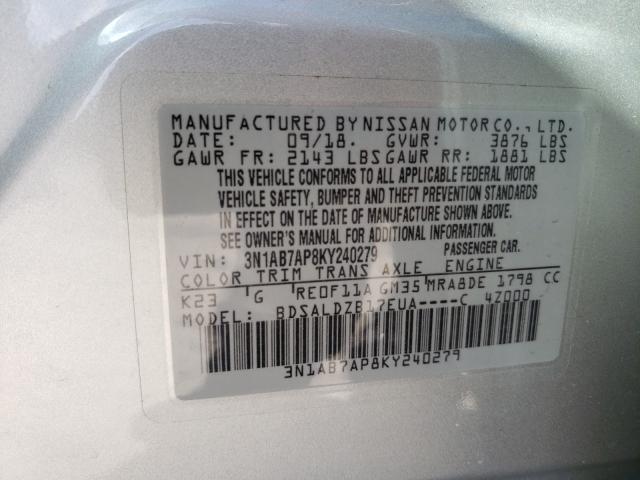 MANUFACTURED BY NISSAN MOTOR CO., LTD.
DATE: 09/18. GVWR: 3876 LBS
GAWR FR: 2143 LBS GAWR RR: 1881 LBS
THIS VEHICLE CONFORMS TO ALL APPLICABLE FEDERAL MOTOR
VEHICLE SAFETY, BUMPER AND THEFT PREVENTION STANDARDS
IN EFFECT ON THE DATE OF MANUFACTURE SHOWN ABOVE.
SEE OWNER'S MANUAL FOR ADDITIONAL INFORMATION.
VIN: 3N1AB7AP8KY240279 PASSENGER CAR.
COLOR TRIM TRANS AXLE ENGINE
K23 G RE0F11A GM35 MRA8DE 1798 CC
MODEL: BDSALDZB17EUA----C 4Z000
3N1AB7AP8KY240279